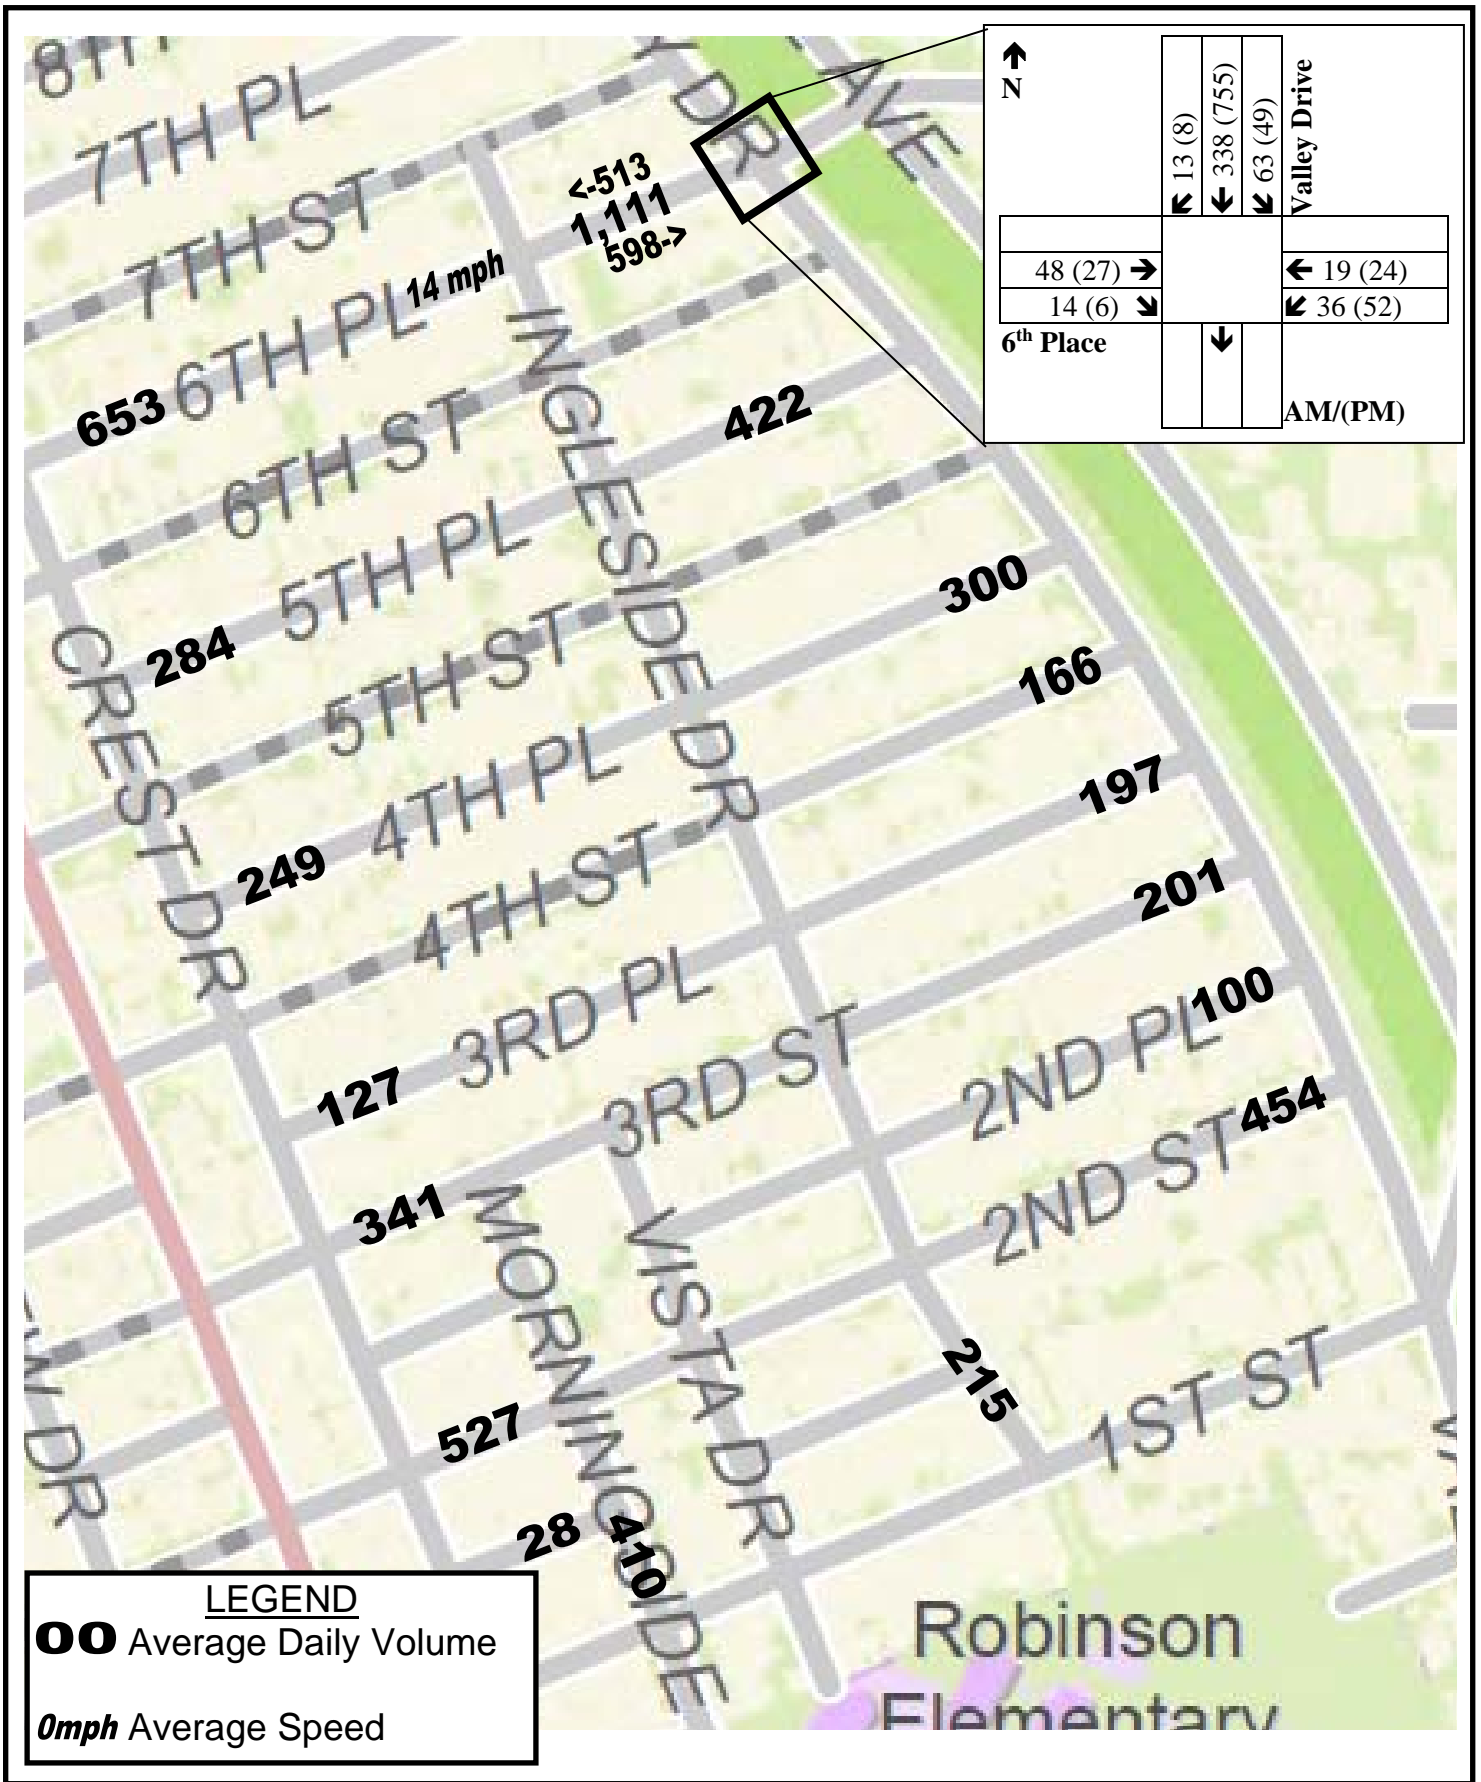 8TH
7TH PL
7TH ST
6TH PL
6TH ST
5TH PL
5TH ST
4TH PL
4TH ST
3RD PL
3RD ST
2ND PL
2ND ST
1ST ST
Y DR
AVE
INGLESIDE DR
CREST DR
MORNINGSIDE
VISTA DR
W DR
<-513
1,111
598->
14 mph
653
422
284
300
166
249
197
201
100
127
454
341
215
527
28
410
Robinson
Elementary
↑
N
↖ 13 (8)
↓ 338 (755)
↘ 63 (49)
Valley Drive
48 (27) →
14 (6) ↘
← 19 (24)
↙ 36 (52)
6th Place
↓
AM/(PM)
LEGEND
00 Average Daily Volume
0mph Average Speed